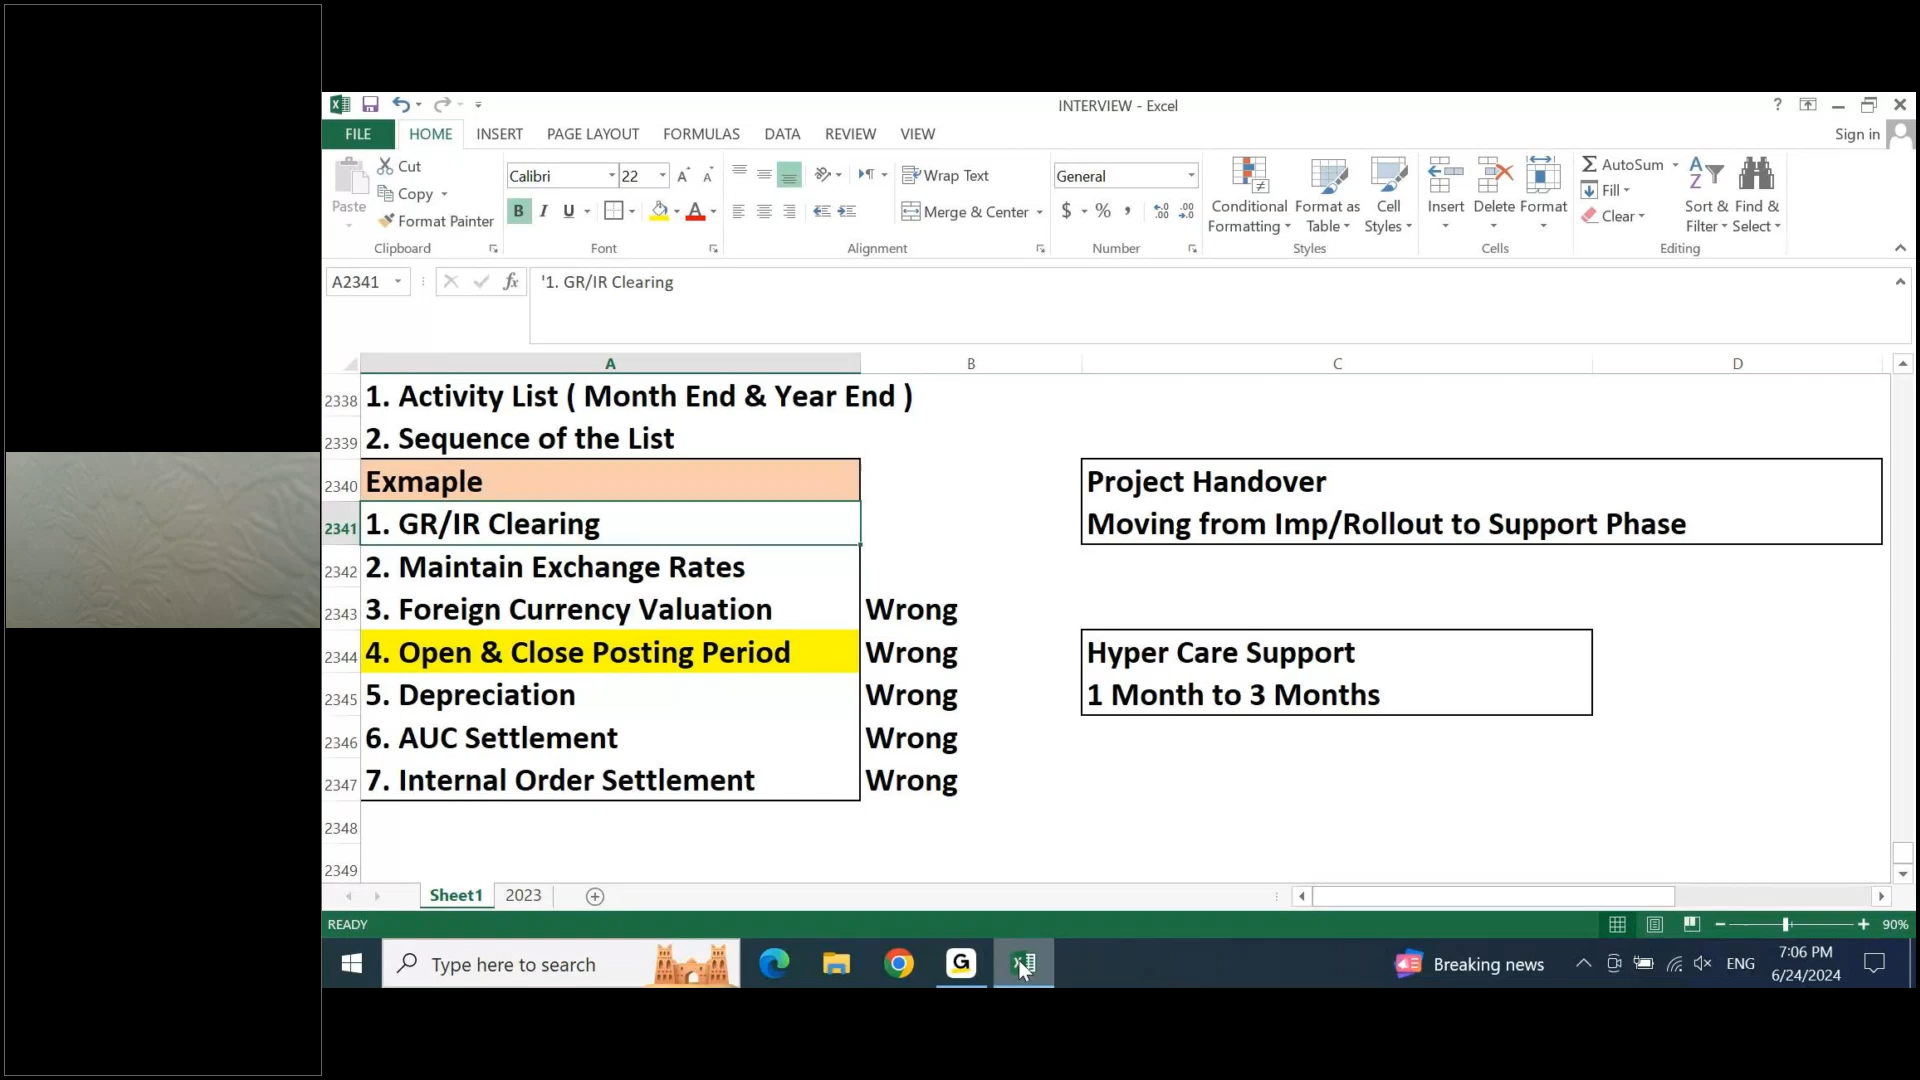 INTERVIEW - Excel
?
FILE
HOME
INSERT
PAGE LAYOUT
FORMULAS
DATA
REVIEW
VIEW
Sign in
Paste
Cut
Copy
Format Painter
Clipboard
Calibri
22
B I U
Font
Wrap Text
Merge & Center
Alignment
General
$ % ,
Number
Conditional Formatting
Format as Table
Cell Styles
Styles
Insert
Delete
Format
Cells
AutoSum
Fill
Clear
Sort & Filter
Find & Select
Editing
A2341
fx
'1. GR/IR Clearing
A B C D
2338 1. Activity List ( Month End & Year End )
2339 2. Sequence of the List
2340 Exmaple Project Handover
2341 1. GR/IR Clearing Moving from Imp/Rollout to Support Phase
2342 2. Maintain Exchange Rates
2343 3. Foreign Currency Valuation Wrong
2344 4. Open & Close Posting Period Wrong Hyper Care Support
2345 5. Depreciation Wrong 1 Month to 3 Months
2346 6. AUC Settlement Wrong
2347 7. Internal Order Settlement Wrong
2348
2349
Sheet1
2023
READY
90%
Type here to search
Breaking news
ENG
7:06 PM
6/24/2024